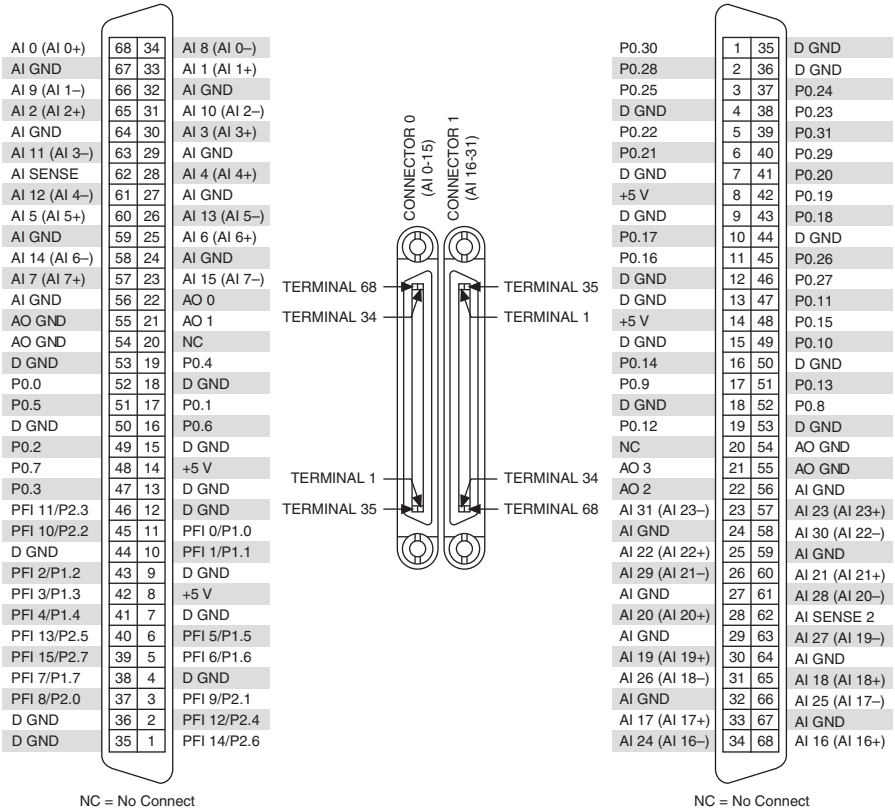 AI 0 (AI 0+) 68 34 AI 8 (AI 0–)
AI GND 67 33 AI 1 (AI 1+)
AI 9 (AI 1–) 66 32 AI GND
AI 2 (AI 2+) 65 31 AI 10 (AI 2–)
AI GND 64 30 AI 3 (AI 3+)
AI 11 (AI 3–) 63 29 AI GND
AI SENSE 62 28 AI 4 (AI 4+)
AI 12 (AI 4–) 61 27 AI GND
AI 5 (AI 5+) 60 26 AI 13 (AI 5–)
AI GND 59 25 AI 6 (AI 6+)
AI 14 (AI 6–) 58 24 AI GND
AI 7 (AI 7+) 57 23 AI 15 (AI 7–)
AI GND 56 22 AO 0
AO GND 55 21 AO 1
AO GND 54 20 NC
D GND 53 19 P0.4
P0.0 52 18 D GND
P0.5 51 17 P0.1
D GND 50 16 P0.6
P0.2 49 15 D GND
P0.7 48 14 +5 V
P0.3 47 13 D GND
PFI 11/P2.3 46 12 D GND
PFI 10/P2.2 45 11 PFI 0/P1.0
D GND 44 10 PFI 1/P1.1
PFI 2/P1.2 43 9 D GND
PFI 3/P1.3 42 8 +5 V
PFI 4/P1.4 41 7 D GND
PFI 13/P2.5 40 6 PFI 5/P1.5
PFI 15/P2.7 39 5 PFI 6/P1.6
PFI 7/P1.7 38 4 D GND
PFI 8/P2.0 37 3 PFI 9/P2.1
D GND 36 2 PFI 12/P2.4
D GND 35 1 PFI 14/P2.6
NC = No Connect
CONNECTOR 0
(AI 0-15)
CONNECTOR 1
(AI 16-31)
TERMINAL 68
TERMINAL 35
TERMINAL 34
TERMINAL 1
TERMINAL 1
TERMINAL 34
TERMINAL 35
TERMINAL 68
P0.30 1 35 D GND
P0.28 2 36 D GND
P0.25 3 37 P0.24
D GND 4 38 P0.23
P0.22 5 39 P0.31
P0.21 6 40 P0.29
D GND 7 41 P0.20
+5 V 8 42 P0.19
D GND 9 43 P0.18
P0.17 10 44 D GND
P0.16 11 45 P0.26
D GND 12 46 P0.27
D GND 13 47 P0.11
+5 V 14 48 P0.15
D GND 15 49 P0.10
P0.14 16 50 D GND
P0.9 17 51 P0.13
D GND 18 52 P0.8
P0.12 19 53 D GND
NC 20 54 AO GND
AO 3 21 55 AO GND
AO 2 22 56 AI GND
AI 31 (AI 23–) 23 57 AI 23 (AI 23+)
AI GND 24 58 AI 30 (AI 22–)
AI 22 (AI 22+) 25 59 AI GND
AI 29 (AI 21–) 26 60 AI 21 (AI 21+)
AI GND 27 61 AI 28 (AI 20–)
AI 20 (AI 20+) 28 62 AI SENSE 2
AI GND 29 63 AI 27 (AI 19–)
AI 19 (AI 19+) 30 64 AI GND
AI 26 (AI 18–) 31 65 AI 18 (AI 18+)
AI GND 32 66 AI 25 (AI 17–)
AI 17 (AI 17+) 33 67 AI GND
AI 24 (AI 16–) 34 68 AI 16 (AI 16+)
NC = No Connect